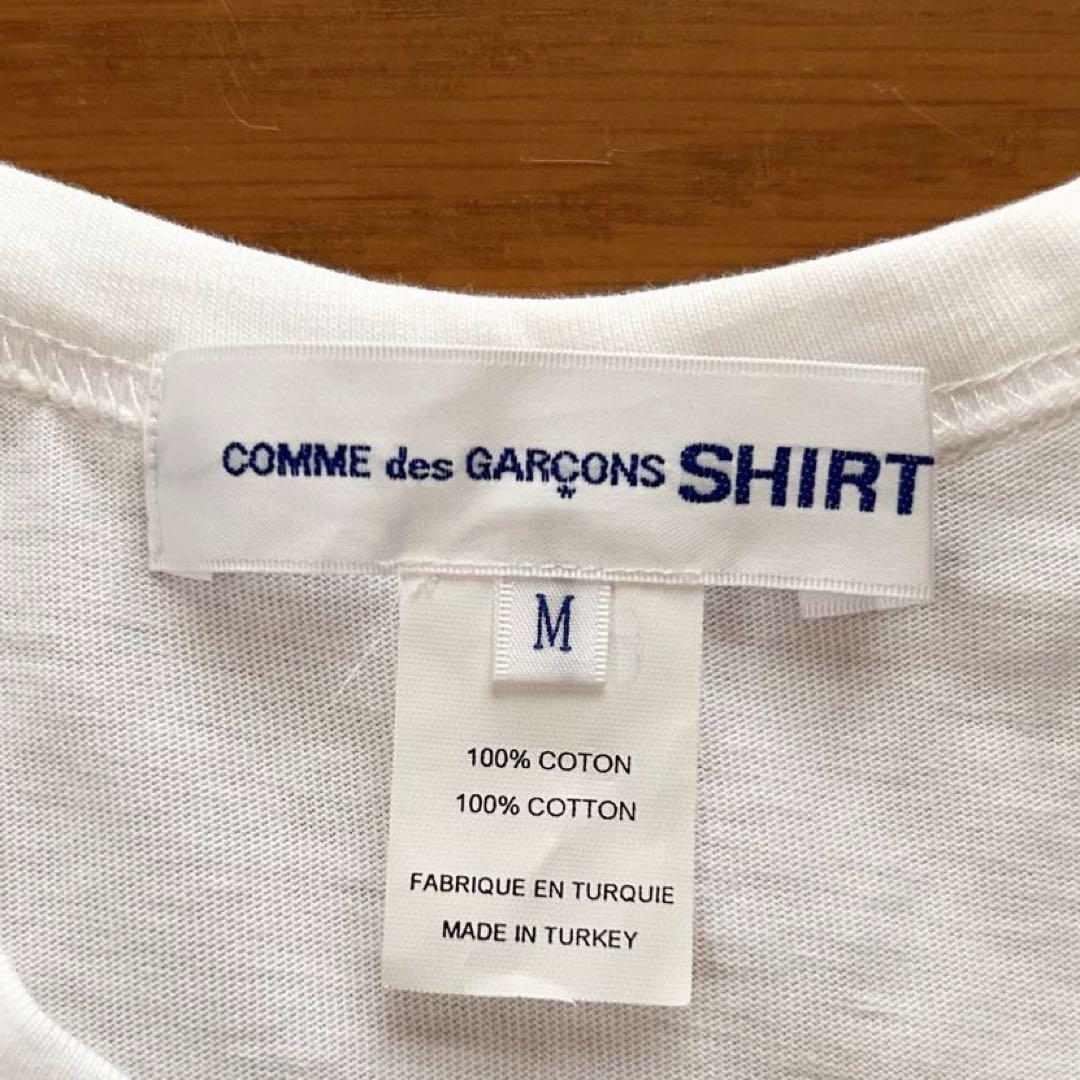 COMME des GARÇONS SHIRT
M
100% COTON
100% COTTON
FABRIQUE EN TURQUIE
MADE IN TURKEY